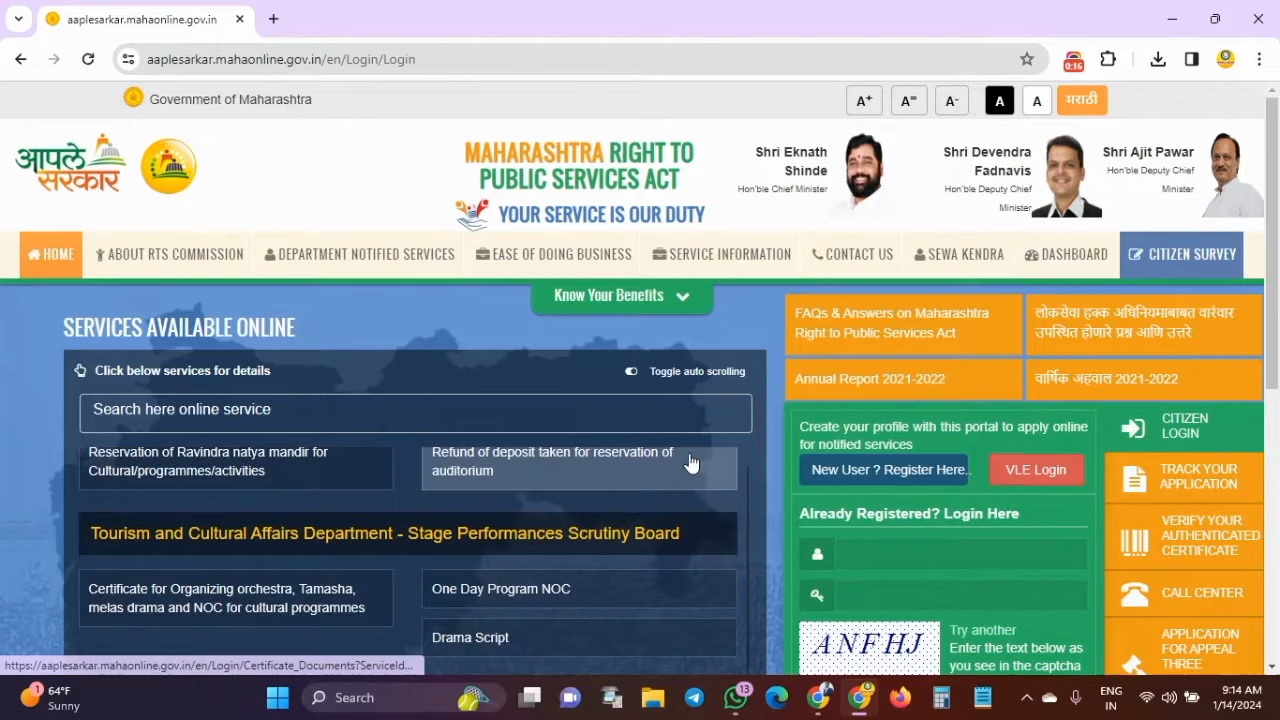 aaplesarkar.mahaonline.gov.in
aaplesarkar.mahaonline.gov.in/en/Login/Login
0:16
Government of Maharashtra
A+
A=
A-
A
A
मराठी
आपले
सरकार
MAHARASHTRA RIGHT TO
PUBLIC SERVICES ACT
YOUR SERVICE IS OUR DUTY
Shri Eknath
Shinde
Hon'ble Chief Minister
Shri Devendra
Fadnavis
Hon'ble Deputy Chief
Minister
Shri Ajit Pawar
Hon'ble Deputy Chief
Minister
HOME
ABOUT RTS COMMISSION
DEPARTMENT NOTIFIED SERVICES
EASE OF DOING BUSINESS
SERVICE INFORMATION
CONTACT US
SEWA KENDRA
DASHBOARD
CITIZEN SURVEY
Know Your Benefits
SERVICES AVAILABLE ONLINE
Click below services for details
Toggle auto scrolling
Search here online service
Reservation of Ravindra natya mandir for
Cultural/programmes/activities
Refund of deposit taken for reservation of
auditorium
Tourism and Cultural Affairs Department - Stage Performances Scrutiny Board
Certificate for Organizing orchestra, Tamasha,
melas drama and NOC for cultural programmes
One Day Program NOC
Drama Script
FAQs & Answers on Maharashtra
Right to Public Services Act
लोकसेवा हक्क अधिनियमाबाबत वारंवार
उपस्थित होणारे प्रश्न आणि उत्तरे
Annual Report 2021-2022
वार्षिक अहवाल 2021-2022
Create your profile with this portal to apply online
for notified services
New User ? Register Here..
VLE Login
Already Registered? Login Here
ANFHJ
Try another
Enter the text below as
you see in the captcha
CITIZEN
LOGIN
TRACK YOUR
APPLICATION
VERIFY YOUR
AUTHENTICATED
CERTIFICATE
CALL CENTER
APPLICATION
FOR APPEAL
THREE
https://aaplesarkar.mahaonline.gov.in/en/Login/Certificate_Documents?ServiceId...
1
64°F
Sunny
Search
13
ENG
IN
9:14 AM
1/14/2024